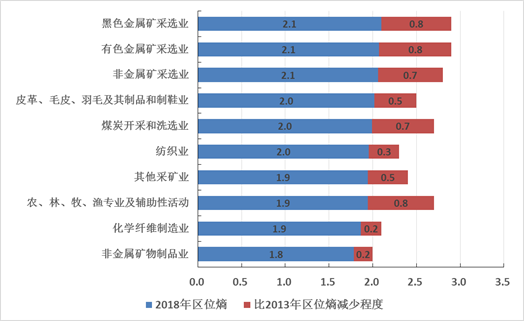 黑色金属矿采选业 2.1 0.8
有色金属矿采选业 2.1 0.8
非金属矿采选业 2.1 0.7
皮革、毛皮、羽毛及其制品和制鞋业 2.0 0.5
煤炭开采和洗选业 2.0 0.7
纺织业 2.0 0.3
其他采矿业 1.9 0.5
农、林、牧、渔专业及辅助性活动 1.9 0.8
化学纤维制造业 1.9 0.2
非金属矿物制品业 1.8 0.2
0.0 0.5 1.0 1.5 2.0 2.5 3.0 3.5
2018年区位熵 比2013年区位熵减少程度